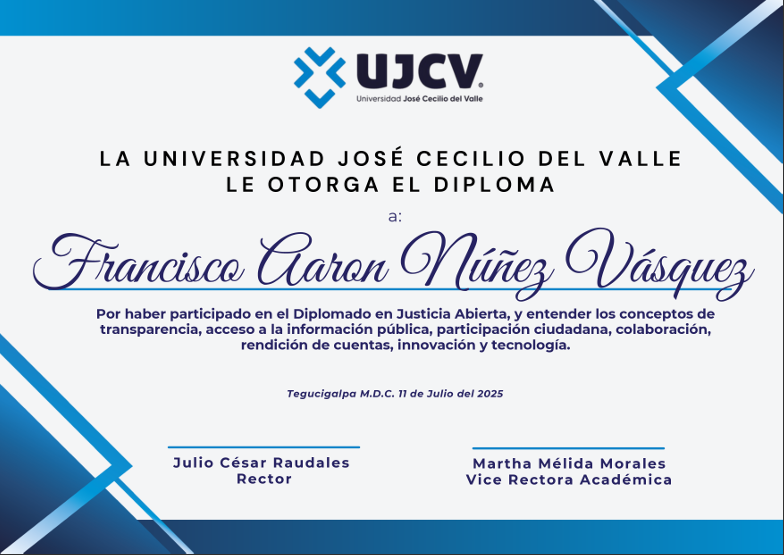 UJCV®
Universidad José Cecilio del Valle
LA UNIVERSIDAD JOSÉ CECILIO DEL VALLE
LE OTORGA EL DIPLOMA
a:
Francisco Aaron Núñez Vásquez
Por haber participado en el Diplomado en Justicia Abierta, y entender los conceptos de
transparencia, acceso a la información pública, participación ciudadana, colaboración,
rendición de cuentas, innovación y tecnología.
Tegucigalpa M.D.C. 11 de Julio del 2025
Julio César Raudales
Rector
Martha Mélida Morales
Vice Rectora Académica